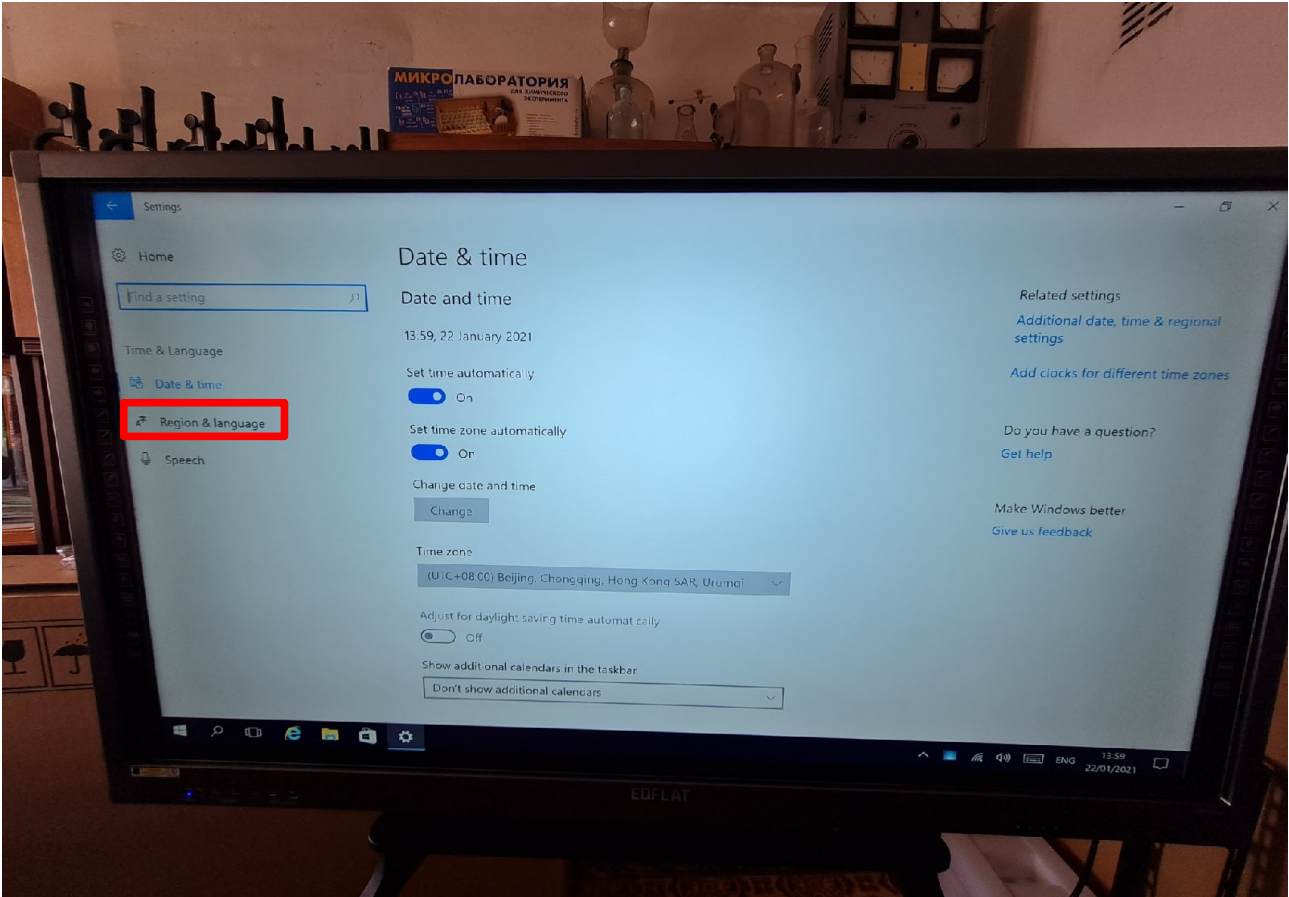 МИКРОЛАБОРАТОРИЯ
ДЛЯ ХИМИЧЕСКОГО
ЭКСПЕРИМЕНТА
Settings
Home
Find a setting
Time & Language
Date & time
Region & language
Speech
Date & time
Date and time
13:59, 22 January 2021
Set time automatically
On
Set time zone automatically
On
Change date and time
Change
Time zone
(UTC+08:00) Beijing, Chongqing, Hong Kong SAR, Urumqi
Adjust for daylight saving time automatically
Off
Show additional calendars in the taskbar
Don't show additional calendars
Related settings
Additional date, time & regional
settings
Add clocks for different time zones
Do you have a question?
Get help
Make Windows better
Give us feedback
ENG
13:59
22/01/2021
EDFLAT